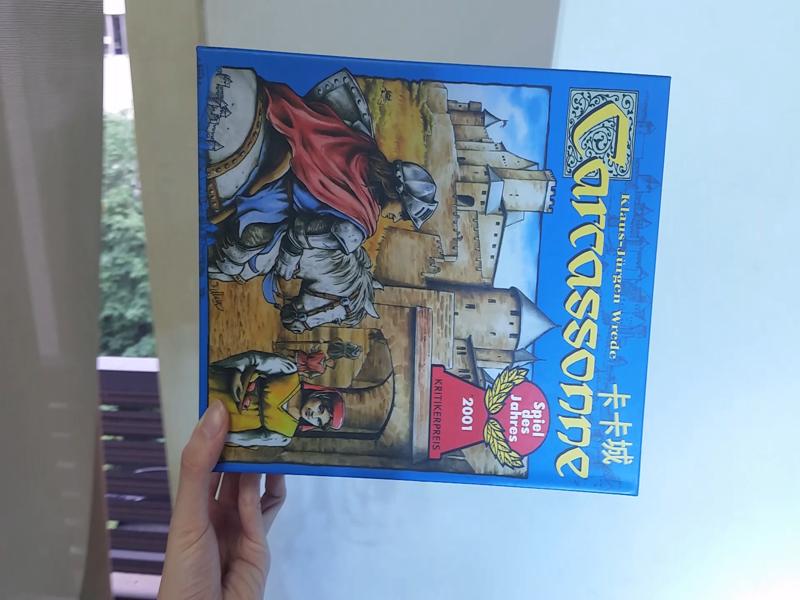 Klaus-Jürgen Wrede
卡卡城
Carcassonne
Spiel
des
Jahres
2001
KRITIKERPREIS